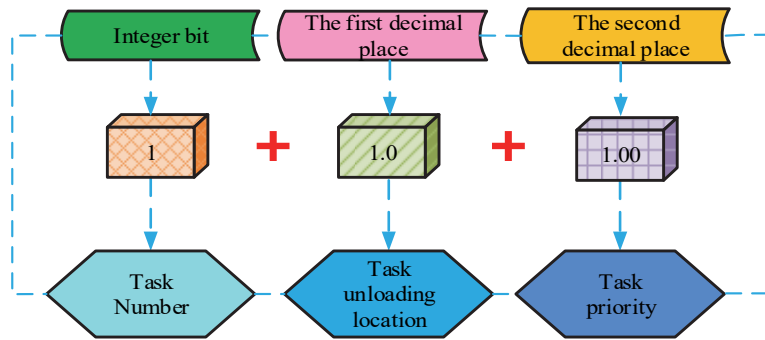 Integer bit
The first decimal
place
The second
decimal place
1
+
1.0
+
1.00
Task
Number
Task
unloading
location
Task
priority